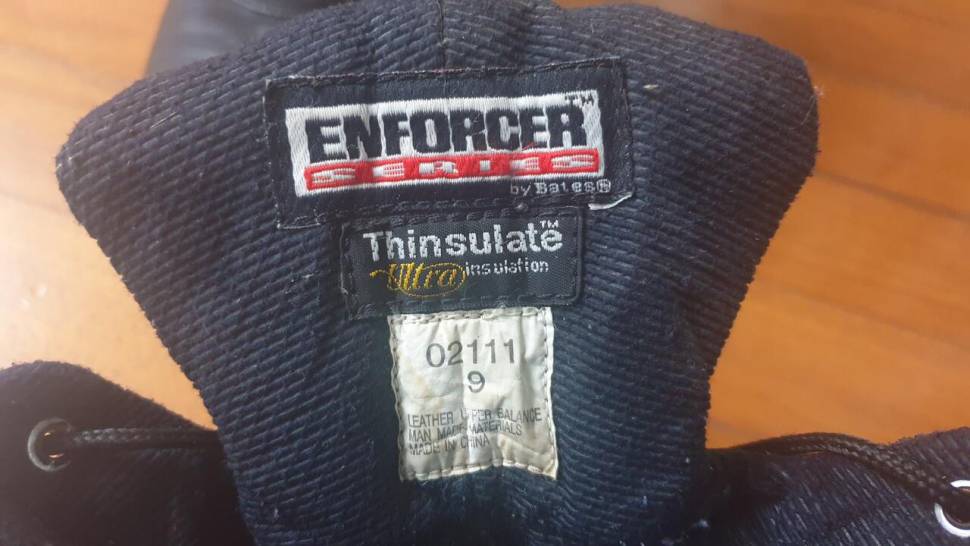 ENFORCER™
SERIES
by Bates®
Thinsulate™
Ultra insulation
02111
9
LEATHER UPPER BALANCE
MAN MADE MATERIALS
MADE IN CHINA